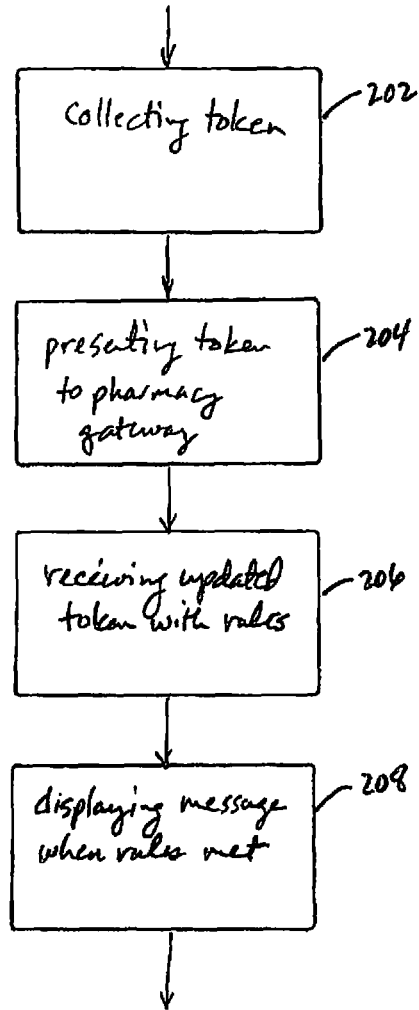 Collecting token
202
presenting token
to pharmacy
gateway
204
receiving updated
token with rules
206
displaying message
when rules met
208